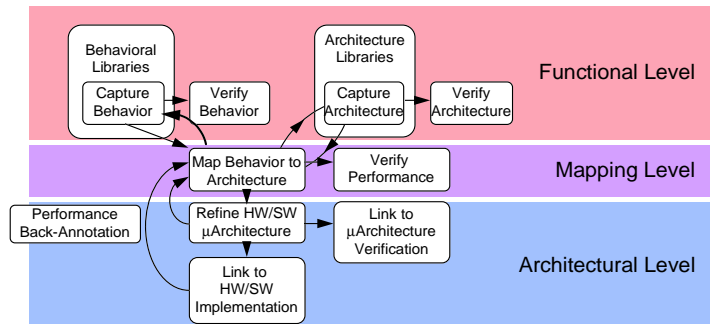 Behavioral
Libraries
Capture
Behavior
Verify
Behavior
Architecture
Libraries
Capture
Architecture
Verify
Architecture
Functional Level
Map Behavior to
Architecture
Verify
Performance
Mapping Level
Performance
Back-Annotation
Refine HW/SW
μArchitecture
Link to
μArchitecture
Verification
Link to
HW/SW
Implementation
Architectural Level